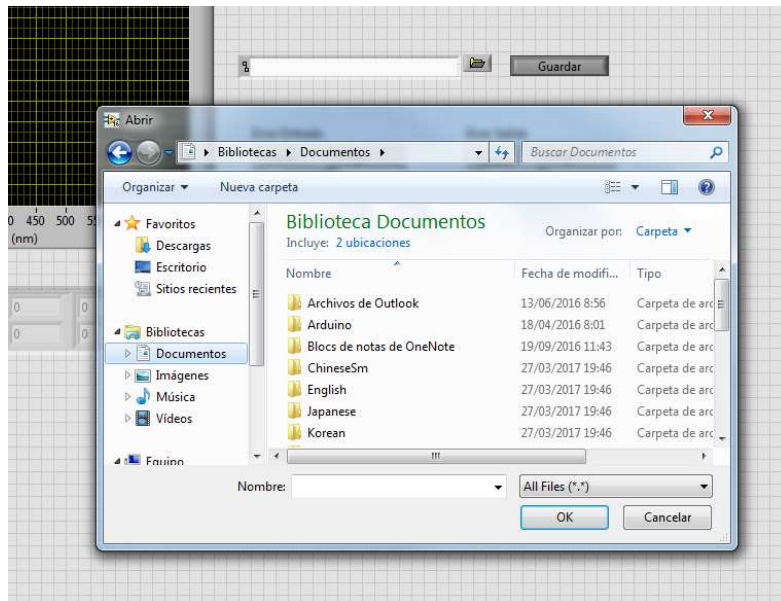 Guardar
Abrir
Bibliotecas Documentos
Buscar Documentos
Organizar
Nueva carpeta
0 450 500
(nm)
0 0
0 0
Favoritos
Descargas
Escritorio
Sitios recientes
Bibliotecas
Documentos
Imágenes
Música
Vídeos
Equipo
Biblioteca Documentos
Incluye: 2 ubicaciones
Organizar por: Carpeta
Nombre Fecha de modifi... Tipo
Archivos de Outlook 13/06/2016 8:56 Carpeta de arc
Arduino 18/04/2016 8:01 Carpeta de arc
Blocs de notas de OneNote 19/09/2016 11:43 Carpeta de arc
ChineseSm 27/03/2017 19:46 Carpeta de arc
English 27/03/2017 19:46 Carpeta de arc
Japanese 27/03/2017 19:46 Carpeta de arc
Korean 27/03/2017 19:46 Carpeta de arc
Nombre:
All Files (*.*)
OK
Cancelar